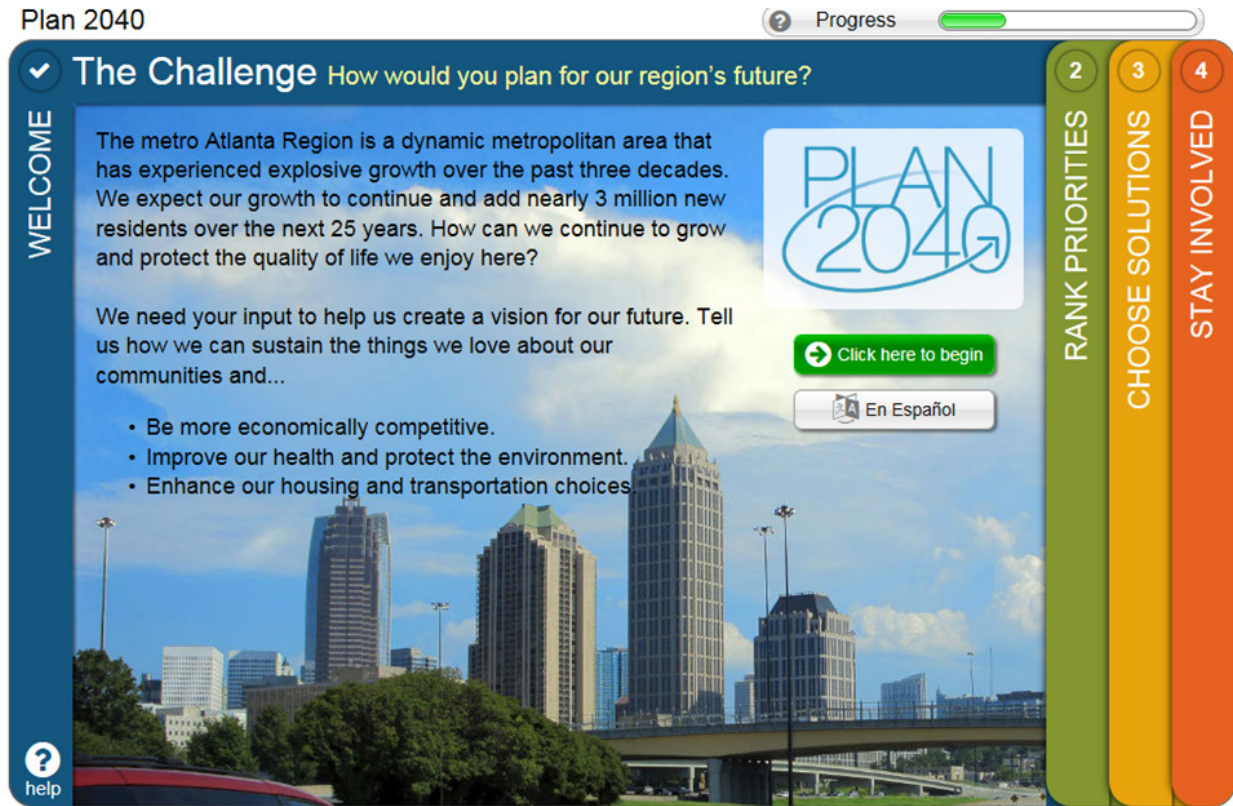 Plan 2040
? Progress
WELCOME
The Challenge How would you plan for our region's future?
The metro Atlanta Region is a dynamic metropolitan area that
has experienced explosive growth over the past three decades.
We expect our growth to continue and add nearly 3 million new
residents over the next 25 years. How can we continue to grow
and protect the quality of life we enjoy here?
We need your input to help us create a vision for our future. Tell
us how we can sustain the things we love about our
communities and...
• Be more economically competitive.
• Improve our health and protect the environment.
• Enhance our housing and transportation choices.
PLAN
2040
Click here to begin
A En Español
2
RANK PRIORITIES
3
CHOOSE SOLUTIONS
4
STAY INVOLVED
?
help